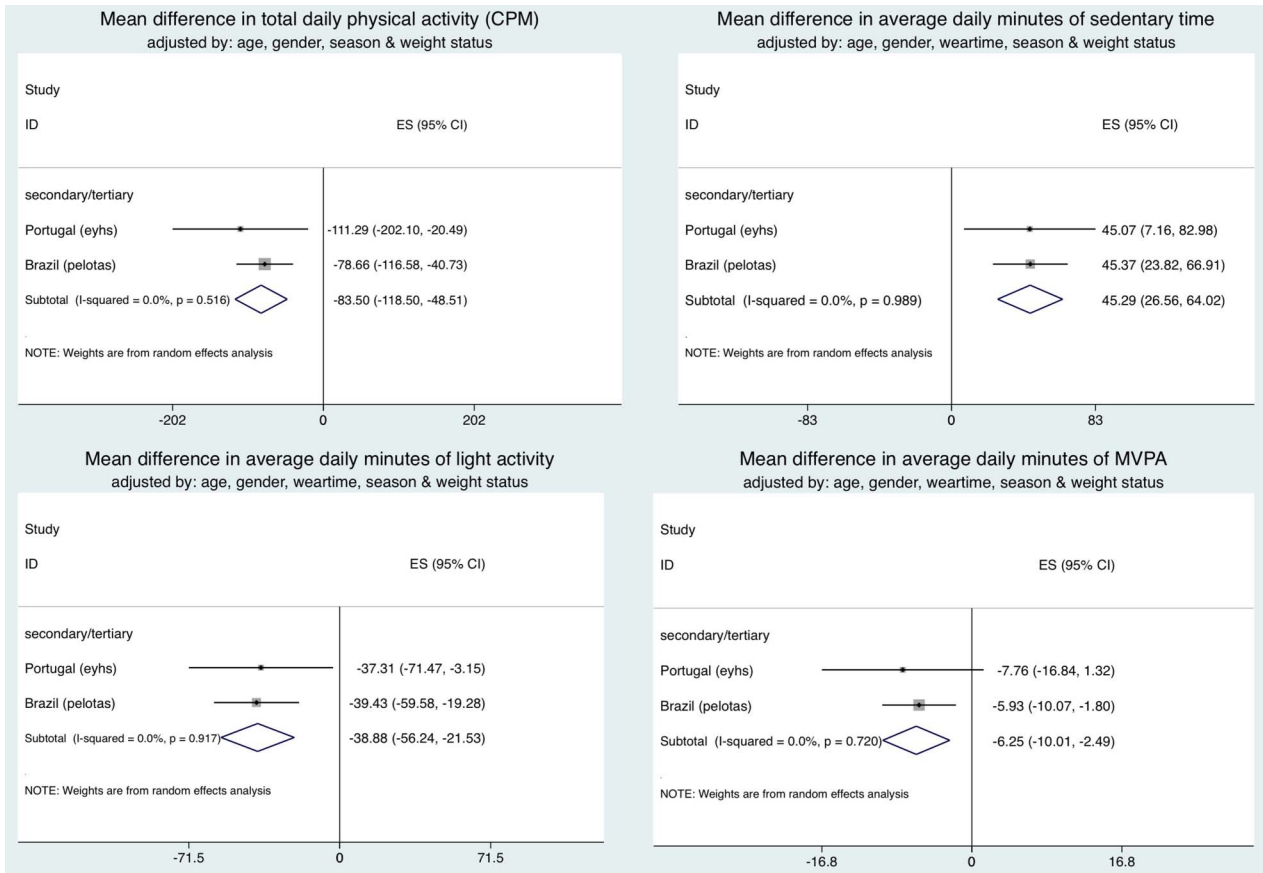 Mean difference in total daily physical activity (CPM)
adjusted by: age, gender, season & weight status
Study
ID ES (95% CI)
secondary/tertiary
Portugal (eyhs) -111.29 (-202.10, -20.49)
Brazil (pelotas) -78.66 (-116.58, -40.73)
Subtotal (I-squared = 0.0%, p = 0.516) -83.50 (-118.50, -48.51)
.
NOTE: Weights are from random effects analysis
-202 0 202
Mean difference in average daily minutes of sedentary time
adjusted by: age, gender, weartime, season & weight status
Study
ID ES (95% CI)
secondary/tertiary
Portugal (eyhs) 45.07 (7.16, 82.98)
Brazil (pelotas) 45.37 (23.82, 66.91)
Subtotal (I-squared = 0.0%, p = 0.989) 45.29 (26.56, 64.02)
.
NOTE: Weights are from random effects analysis
-83 0 83
Mean difference in average daily minutes of light activity
adjusted by: age, gender, weartime, season & weight status
Study
ID ES (95% CI)
secondary/tertiary
Portugal (eyhs) -37.31 (-71.47, -3.15)
Brazil (pelotas) -39.43 (-59.58, -19.28)
Subtotal (I-squared = 0.0%, p = 0.917) -38.88 (-56.24, -21.53)
.
NOTE: Weights are from random effects analysis
-71.5 0 71.5
Mean difference in average daily minutes of MVPA
adjusted by: age, gender, weartime, season & weight status
Study
ID ES (95% CI)
secondary/tertiary
Portugal (eyhs) -7.76 (-16.84, 1.32)
Brazil (pelotas) -5.93 (-10.07, -1.80)
Subtotal (I-squared = 0.0%, p = 0.720) -6.25 (-10.01, -2.49)
.
NOTE: Weights are from random effects analysis
-16.8 0 16.8